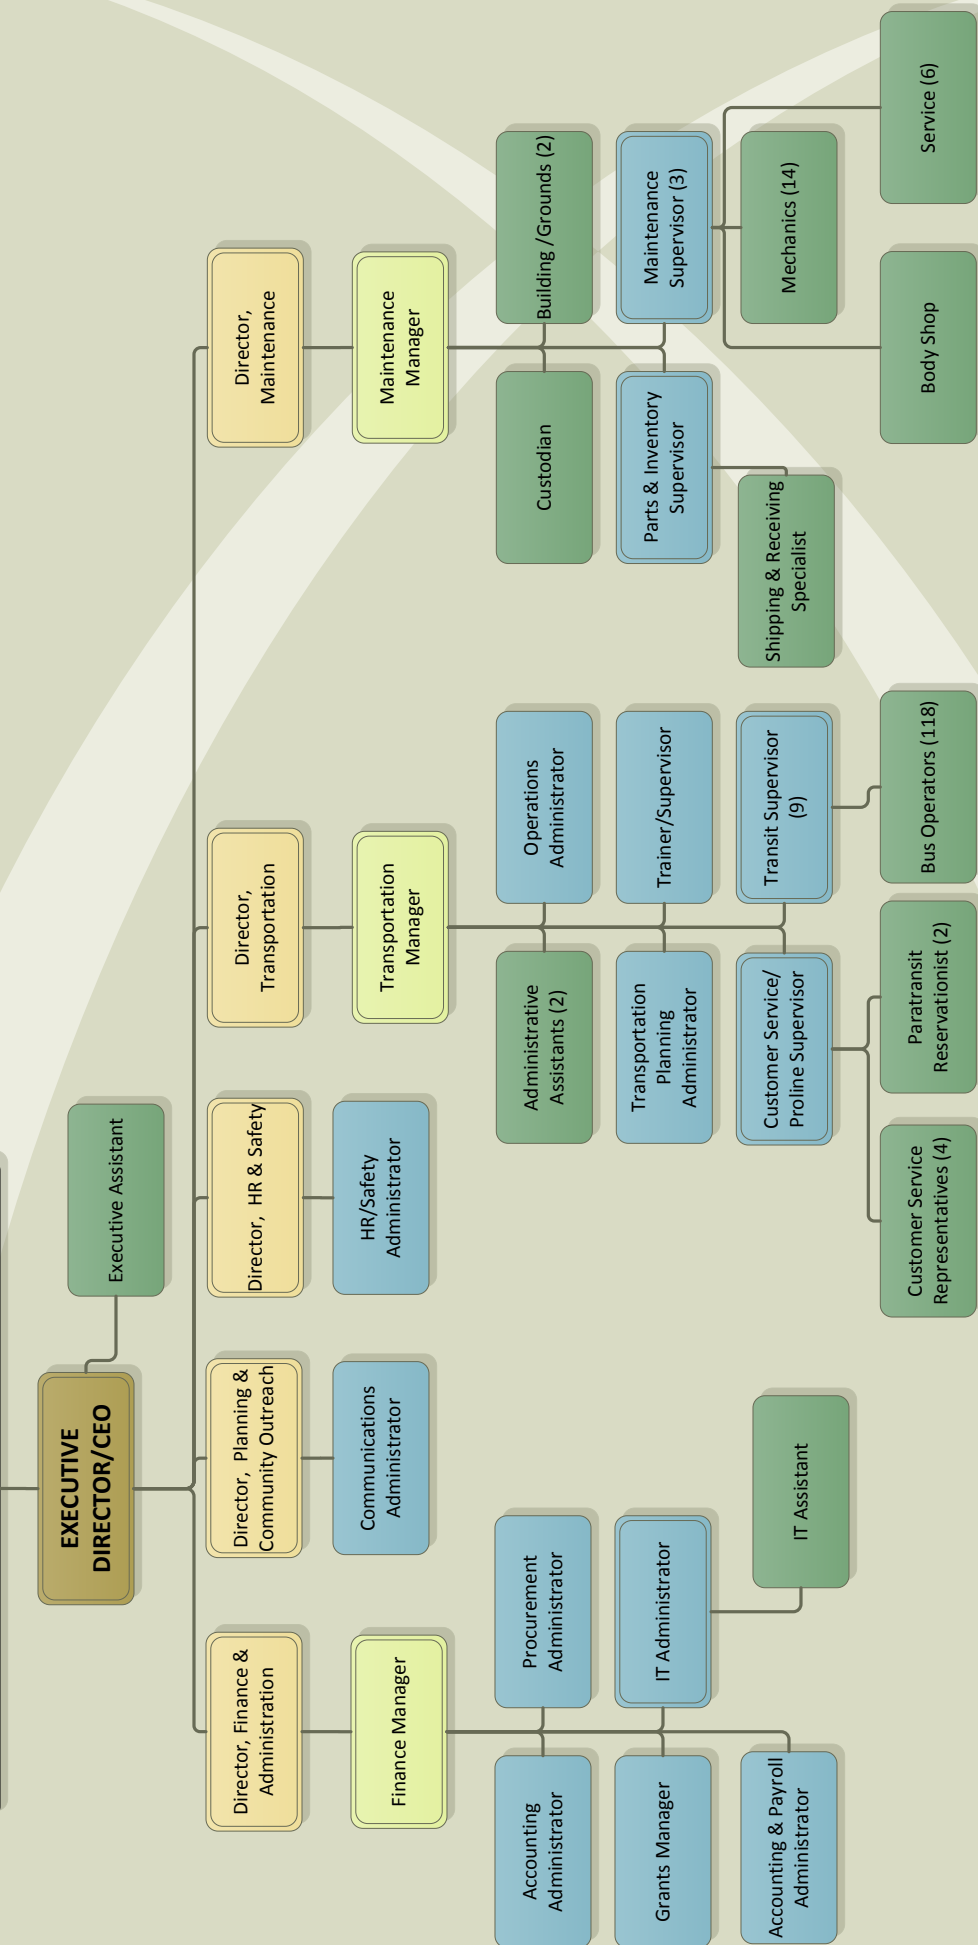 EXECUTIVE
DIRECTOR/CEO
Executive Assistant
Director, Finance &
Administration
Director,  Planning &
Community Outreach
Director,  HR & Safety
Director,
Transportation
Director,
Maintenance
Finance Manager
Communications
Administrator
HR/Safety
Administrator
Transportation
Manager
Maintenance
Manager
Accounting
Administrator
Procurement
Administrator
Grants Manager
IT Administrator
Accounting & Payroll
Administrator
IT Assistant
Administrative
Assistants (2)
Operations
Administrator
Transportation
Planning
Administrator
Trainer/Supervisor
Customer Service/
Proline Supervisor
Transit Supervisor
(9)
Customer Service
Representatives (4)
Paratransit
Reservationist (2)
Bus Operators (118)
Custodian
Building /Grounds (2)
Parts & Inventory
Supervisor
Maintenance
Supervisor (3)
Shipping & Receiving
Specialist
Mechanics (14)
Body Shop
Service (6)